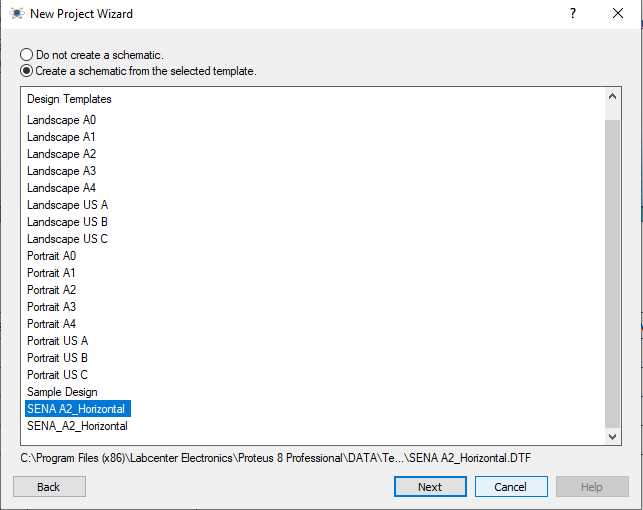 New Project Wizard
?
Do not create a schematic.
Create a schematic from the selected template.
Design Templates
Landscape A0
Landscape A1
Landscape A2
Landscape A3
Landscape A4
Landscape US A
Landscape US B
Landscape US C
Portrait A0
Portrait A1
Portrait A2
Portrait A3
Portrait A4
Portrait US A
Portrait US B
Portrait US C
Sample Design
SENA A2_Horizontal
SENA_A2_Horizontal
C:\Program Files (x86)\Labcenter Electronics\Proteus 8 Professional\DATA\Te...\SENA A2_Horizontal.DTF
Back Next Cancel Help